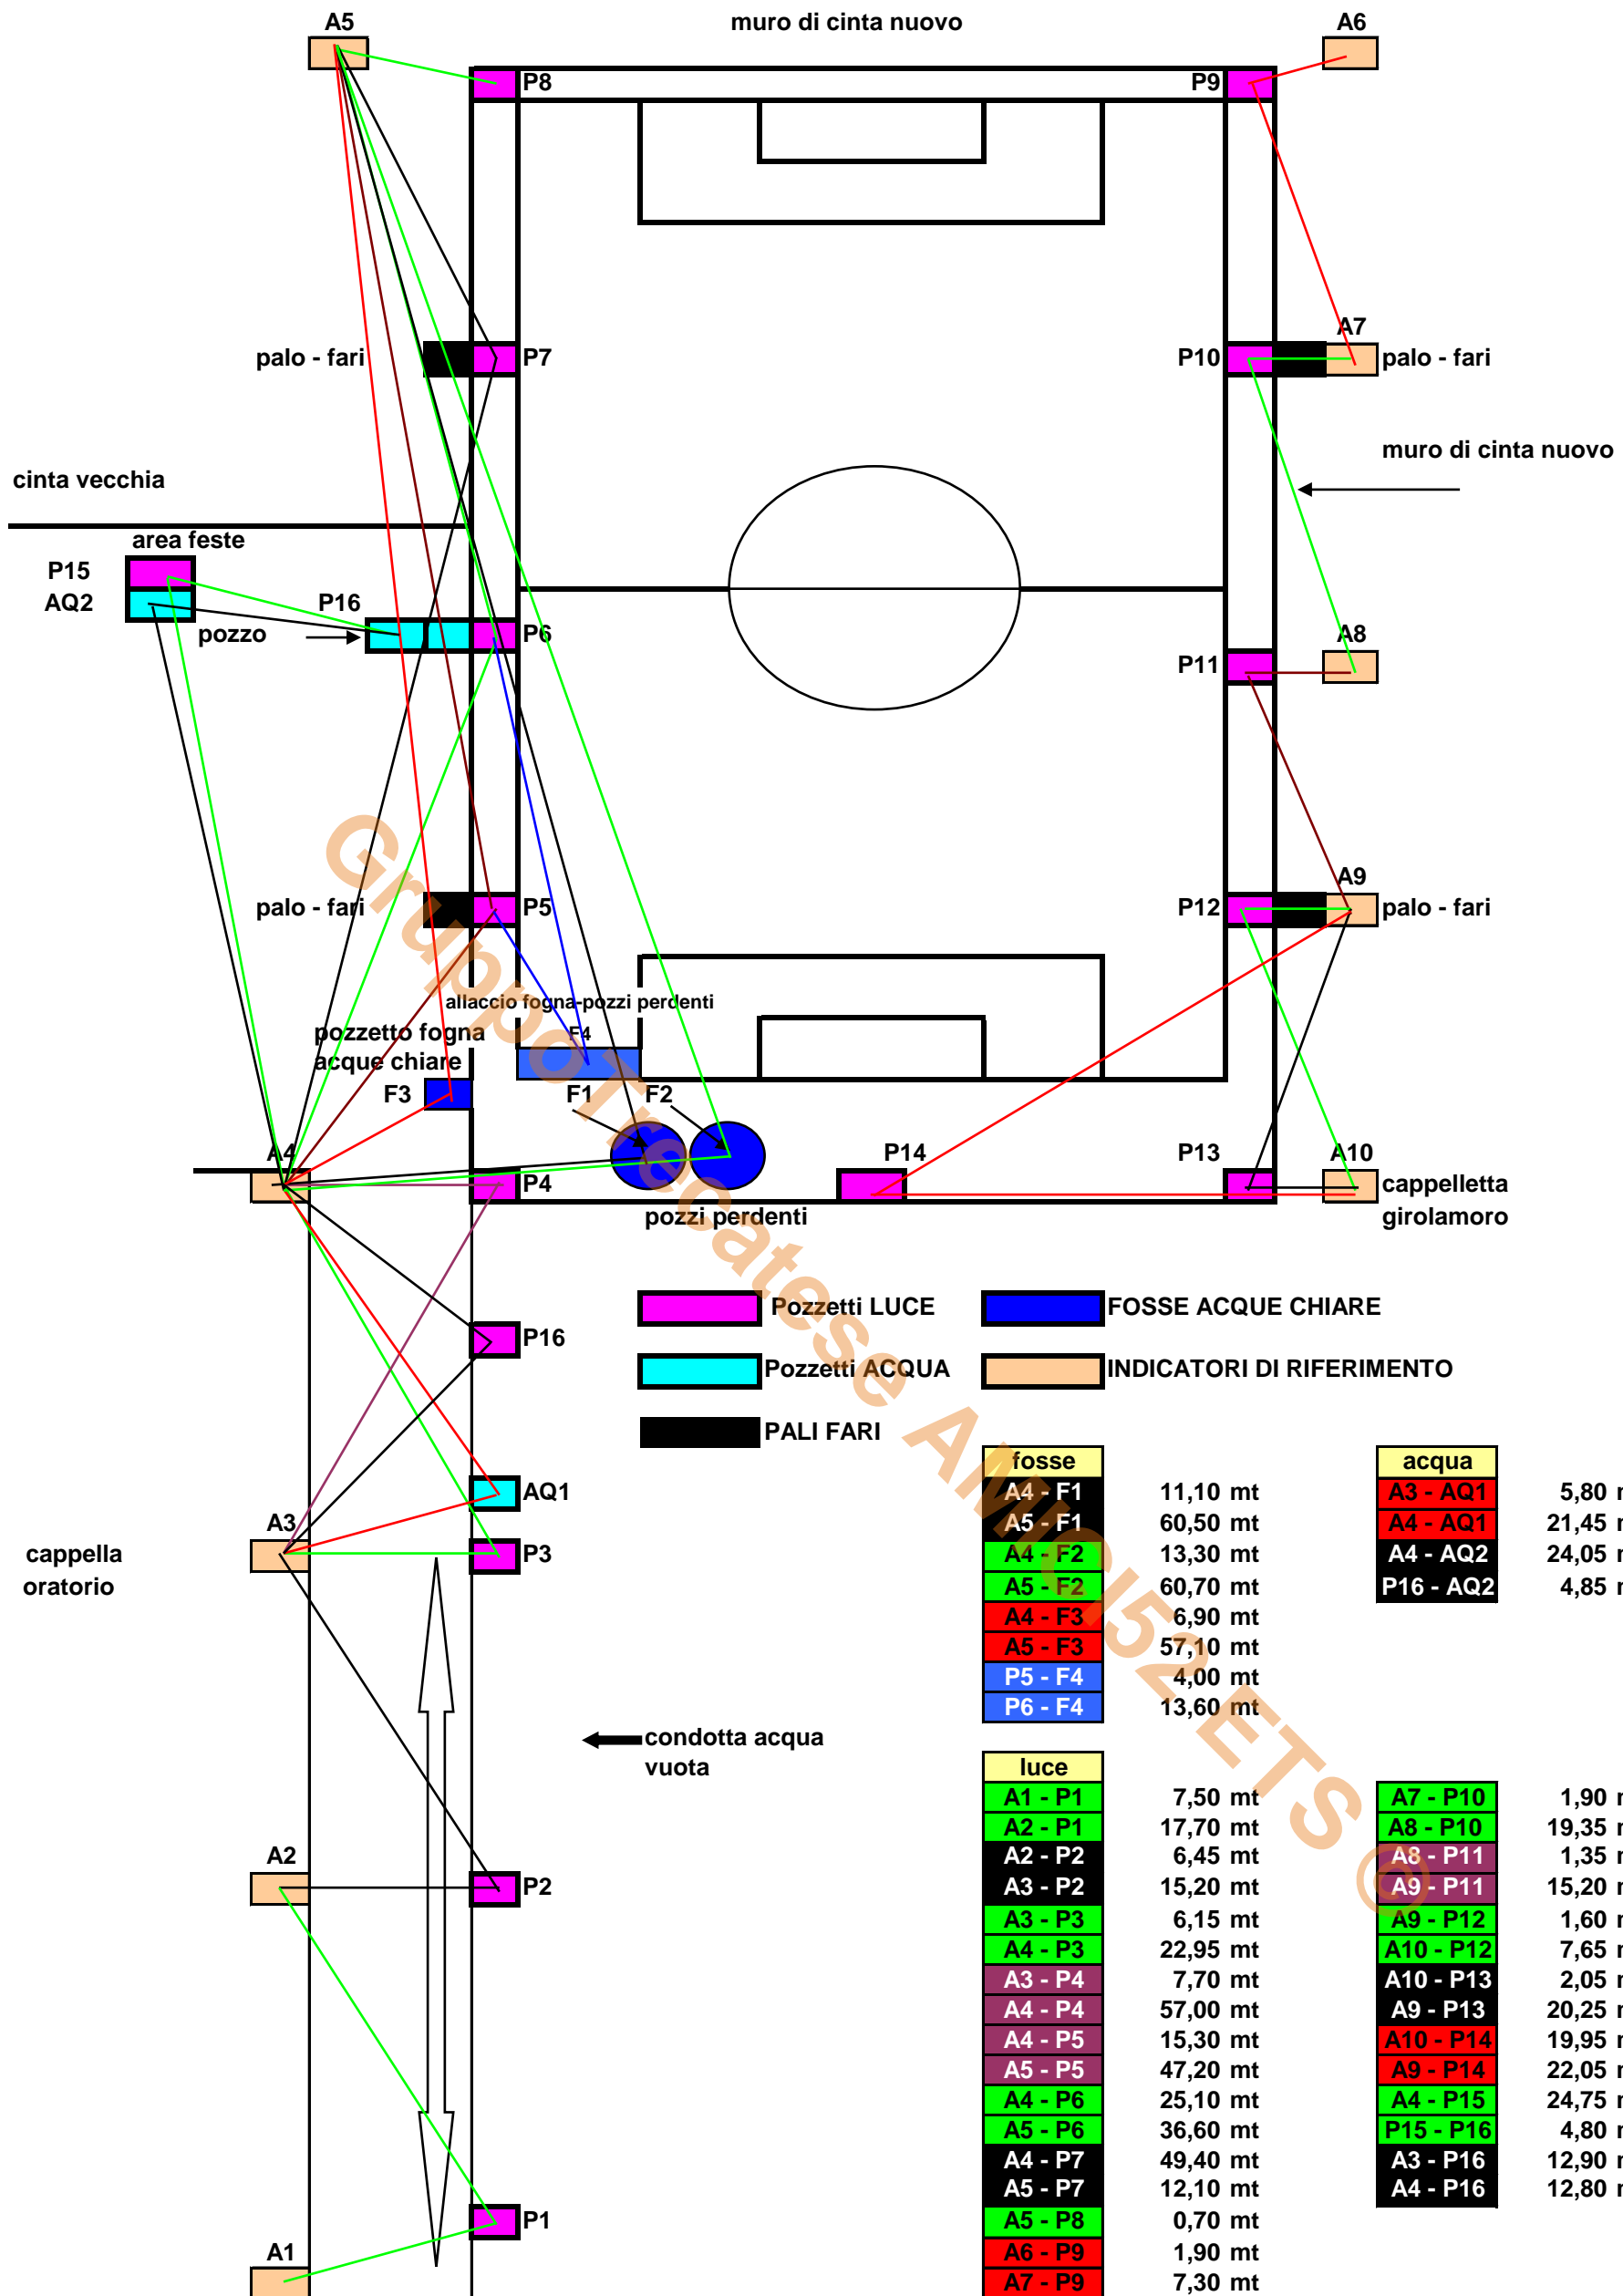 A5
muro di cinta nuovo
A6
P8
P9
A7
palo - fari
P7
P10
palo - fari
muro di cinta nuovo
cinta vecchia
area feste
P15
AQ2
P16
pozzo
P6
A8
P11
A9
palo - fari
P5
P12
palo - fari
allaccio fogna-pozzi perdenti
pozzetto fogna
acque chiare
F4
F3
F1
F2
A4
P4
P14
P13
A10
cappelletta
girolamoro
pozzi perdenti
Pozzetti LUCE
FOSSE ACQUE CHIARE
P16
Pozzetti ACQUA
INDICATORI DI RIFERIMENTO
PALI FARI
AQ1
A3
P3
cappella
oratorio
fosse
A4 - F1 11,10 mt
A5 - F1 60,50 mt
A4 - F2 13,30 mt
A5 - F2 60,70 mt
A4 - F3 6,90 mt
A5 - F3 57,10 mt
P5 - F4 4,00 mt
P6 - F4 13,60 mt
acqua
A3 - AQ1 5,80
A4 - AQ1 21,45
A4 - AQ2 24,05
P16 - AQ2 4,85
condotta acqua
vuota
A2
P2
P1
A1
luce
A1 - P1 7,50 mt
A2 - P1 17,70 mt
A2 - P2 6,45 mt
A3 - P2 15,20 mt
A3 - P3 6,15 mt
A4 - P3 22,95 mt
A3 - P4 7,70 mt
A4 - P4 57,00 mt
A4 - P5 15,30 mt
A5 - P5 47,20 mt
A4 - P6 25,10 mt
A5 - P6 36,60 mt
A4 - P7 49,40 mt
A5 - P7 12,10 mt
A5 - P8 0,70 mt
A6 - P9 1,90 mt
A7 - P9 7,30 mt
A7 - P10 1,90
A8 - P10 19,35
A8 - P11 1,35
A9 - P11 15,20
A9 - P12 1,60
A10 - P12 7,65
A10 - P13 2,05
A9 - P13 20,25
A10 - P14 19,95
A9 - P14 22,05
A4 - P15 24,75
P15 - P16 4,80
A3 - P16 12,90
A4 - P16 12,80
GruppoTrecatese AMICI52 ETS ©